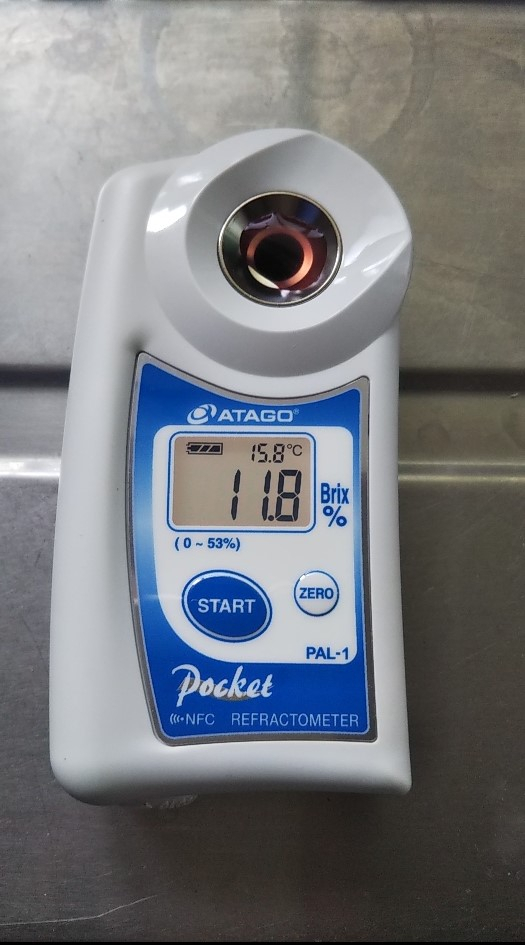 ATAGO®
15.8°C
11.8
Brix
%
(0~53%)
START
ZERO
PAL-1
Pocket
NFC REFRACTOMETER